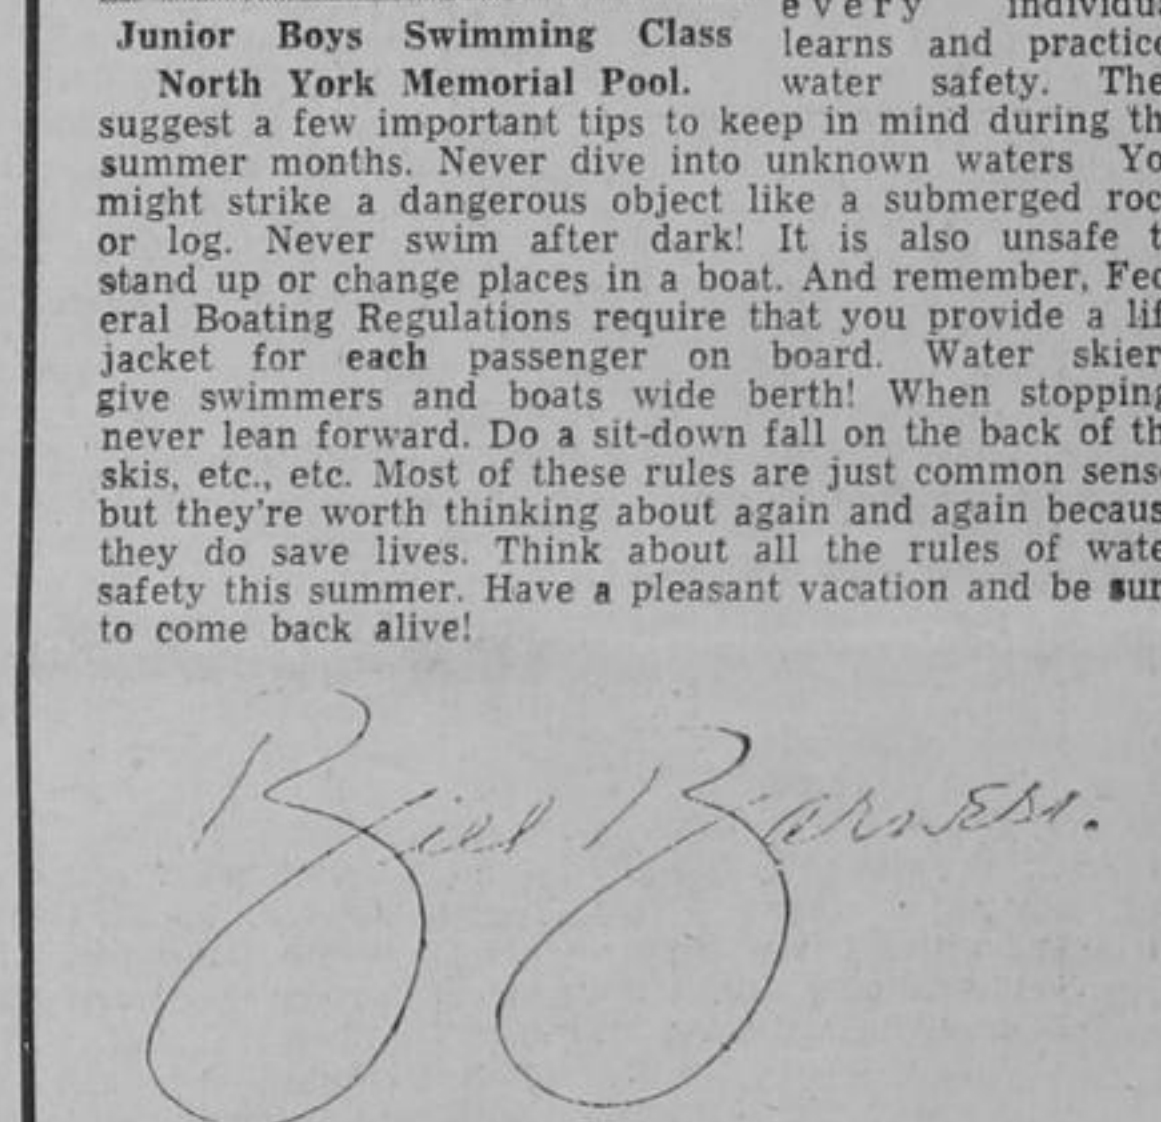 every individua
Junior Boys Swimming Class
North York Memorial Pool.
learns and practice
water safety. The
suggest a few important tips to keep in mind during th
summer months. Never dive into unknown waters Yo
might strike a dangerous object like a submerged roc
or log. Never swim after dark! It is also unsafe t
stand up or change places in a boat. And remember, Fed
eral Boating Regulations require that you provide a lif
jacket for each passenger on board. Water skier
give swimmers and boats wide berth! When stopping
never lean forward. Do a sit-down fall on the back of th
skis, etc., etc. Most of these rules are just common sens
but they're worth thinking about again and again becaus
they do save lives. Think about all the rules of wate
safety this summer. Have a pleasant vacation and be sur
to come back alive!
Bill